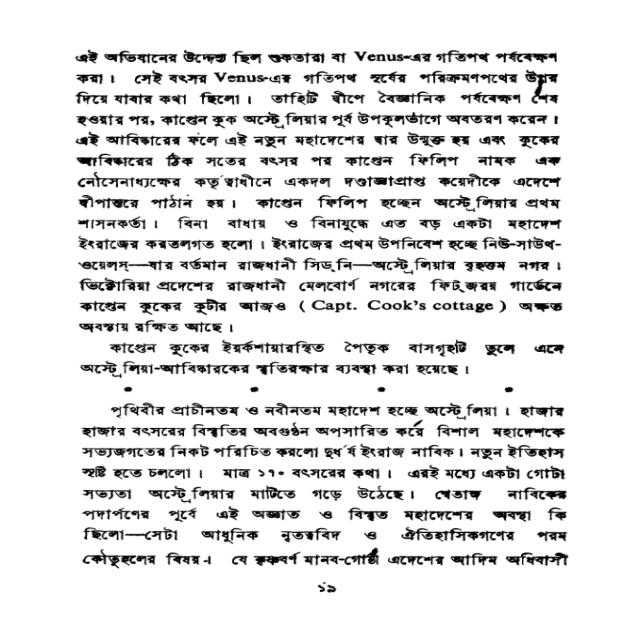 এই অভিযানের উদ্দেশ্য ছিল শুকতারা বা Venus-এর গতিপথ পর্যবেক্ষণ
করা। সেই বৎসর Venus-এর গতিপথ সূর্যের পরিক্রমণপথের উপর
দিয়ে যাবার কথা ছিলো। তাহিটি দ্বীপে বৈজ্ঞানিক পর্যবেক্ষণ শেষ
হওয়ার পর, কাপ্তেন কুক অস্ট্রেলিয়ার পূর্ব উপকূলভাগে অবতরণ করেন।
এই আবিষ্কারের ফলে এই নতুন মহাদেশের দ্বার উন্মুক্ত হয় এবং কুকের
আবিষ্কারের ঠিক সতের বৎসর পর কাপ্তেন ফিলিপ নামক এক
নৌসেনাধ্যক্ষের কর্তৃত্বাধীনে একদল দণ্ডাজ্ঞাপ্রাপ্ত কয়েদীকে এদেশে
দ্বীপান্তরে পাঠান হয়। কাপ্তেন ফিলিপ হচ্ছেন অস্ট্রেলিয়ার প্রথম
শাসনকর্তা। বিনা বাধায় ও বিনাযুদ্ধে এত বড় একটা মহাদেশ
ইংরাজের করতলগত হলো। ইংরাজের প্রথম উপনিবেশ হচ্ছে নিউ-সাউথ-
ওয়েলস্—যার বর্তমান রাজধানী সিড্‌নি—অস্ট্রেলিয়ার বৃহত্তম নগর।
ভিক্টোরিয়া প্রদেশের রাজধানী মেলবোর্ণ নগরের ফিট্‌জরয় গার্ডেনে
কাপ্তেন কুকের কুটীর আজও ( Capt. Cook's cottage ) অক্ষত
অবস্থায় রক্ষিত আছে।
কাপ্তেন কুকের ইয়র্কশায়ারস্থিত পৈতৃক বাসগৃহটি তুলে এনে
অস্ট্রেলিয়া-আবিষ্কারকের স্মৃতিরক্ষার ব্যবস্থা করা হয়েছে।
• • • •
পৃথিবীর প্রাচীনতম ও নবীনতম মহাদেশ হচ্ছে অস্ট্রেলিয়া। হাজার
হাজার বৎসরের বিস্মৃতির অবগুণ্ঠন অপসারিত করে বিশাল মহাদেশকে
সভ্যজগতের নিকট পরিচিত করলো দুর্ধর্ষ ইংরাজ নাবিক। নতুন ইতিহাস
সৃষ্টি হতে চললো। মাত্র ১৭০ বৎসরের কথা। এরই মধ্যে একটা গোটা
সভ্যতা অস্ট্রেলিয়ার মাটিতে গড়ে উঠেছে। শ্বেতাঙ্গ নাবিকের
পদার্পণের পূর্বে এই অজ্ঞাত ও বিস্মৃত মহাদেশের অবস্থা কি
ছিলো—সেটা আধুনিক নৃতত্ত্ববিদ ও ঐতিহাসিকগণের পরম
কৌতূহলের বিষয়। যে কৃষ্ণবর্ণ মানব-গোষ্ঠী এদেশের আদিম অধিবাসী
১৯